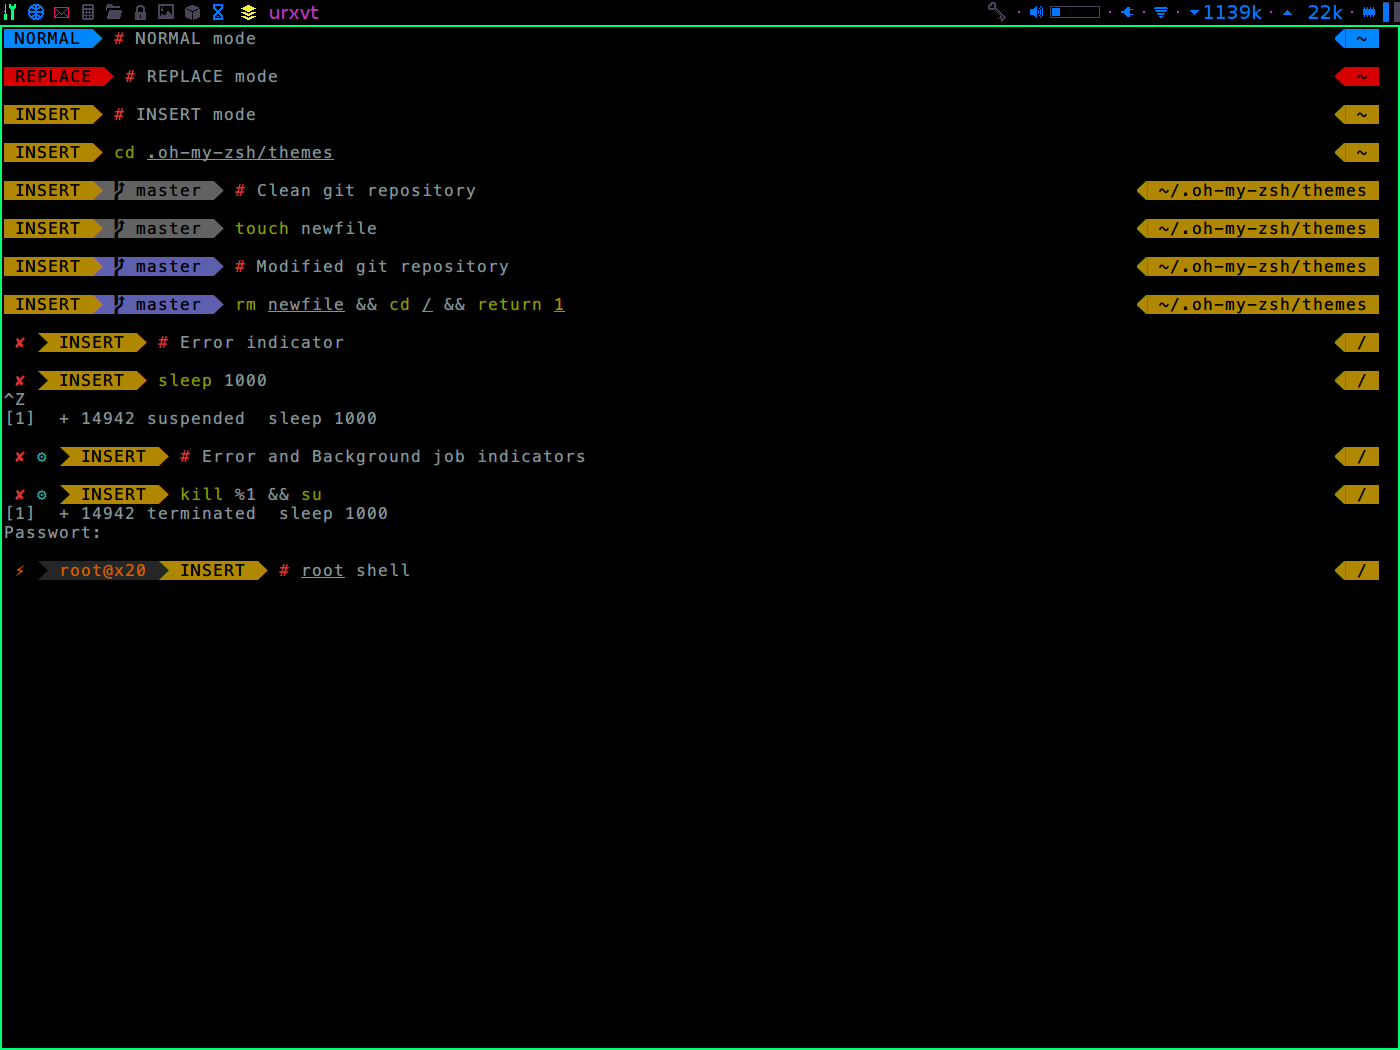 urxvt 1139k 22k
NORMAL # NORMAL mode ~
REPLACE # REPLACE mode ~
INSERT # INSERT mode ~
INSERT cd .oh-my-zsh/themes ~
INSERT master # Clean git repository ~/.oh-my-zsh/themes
INSERT master touch newfile ~/.oh-my-zsh/themes
INSERT master # Modified git repository ~/.oh-my-zsh/themes
INSERT master rm newfile && cd / && return 1 ~/.oh-my-zsh/themes
✘ INSERT # Error indicator /
✘ INSERT sleep 1000 /
^Z
[1]  + 14942 suspended  sleep 1000
✘ ⚙ INSERT # Error and Background job indicators /
✘ ⚙ INSERT kill %1 && su /
[1]  + 14942 terminated  sleep 1000
Passwort:
⚡ root@x20 INSERT # root shell /